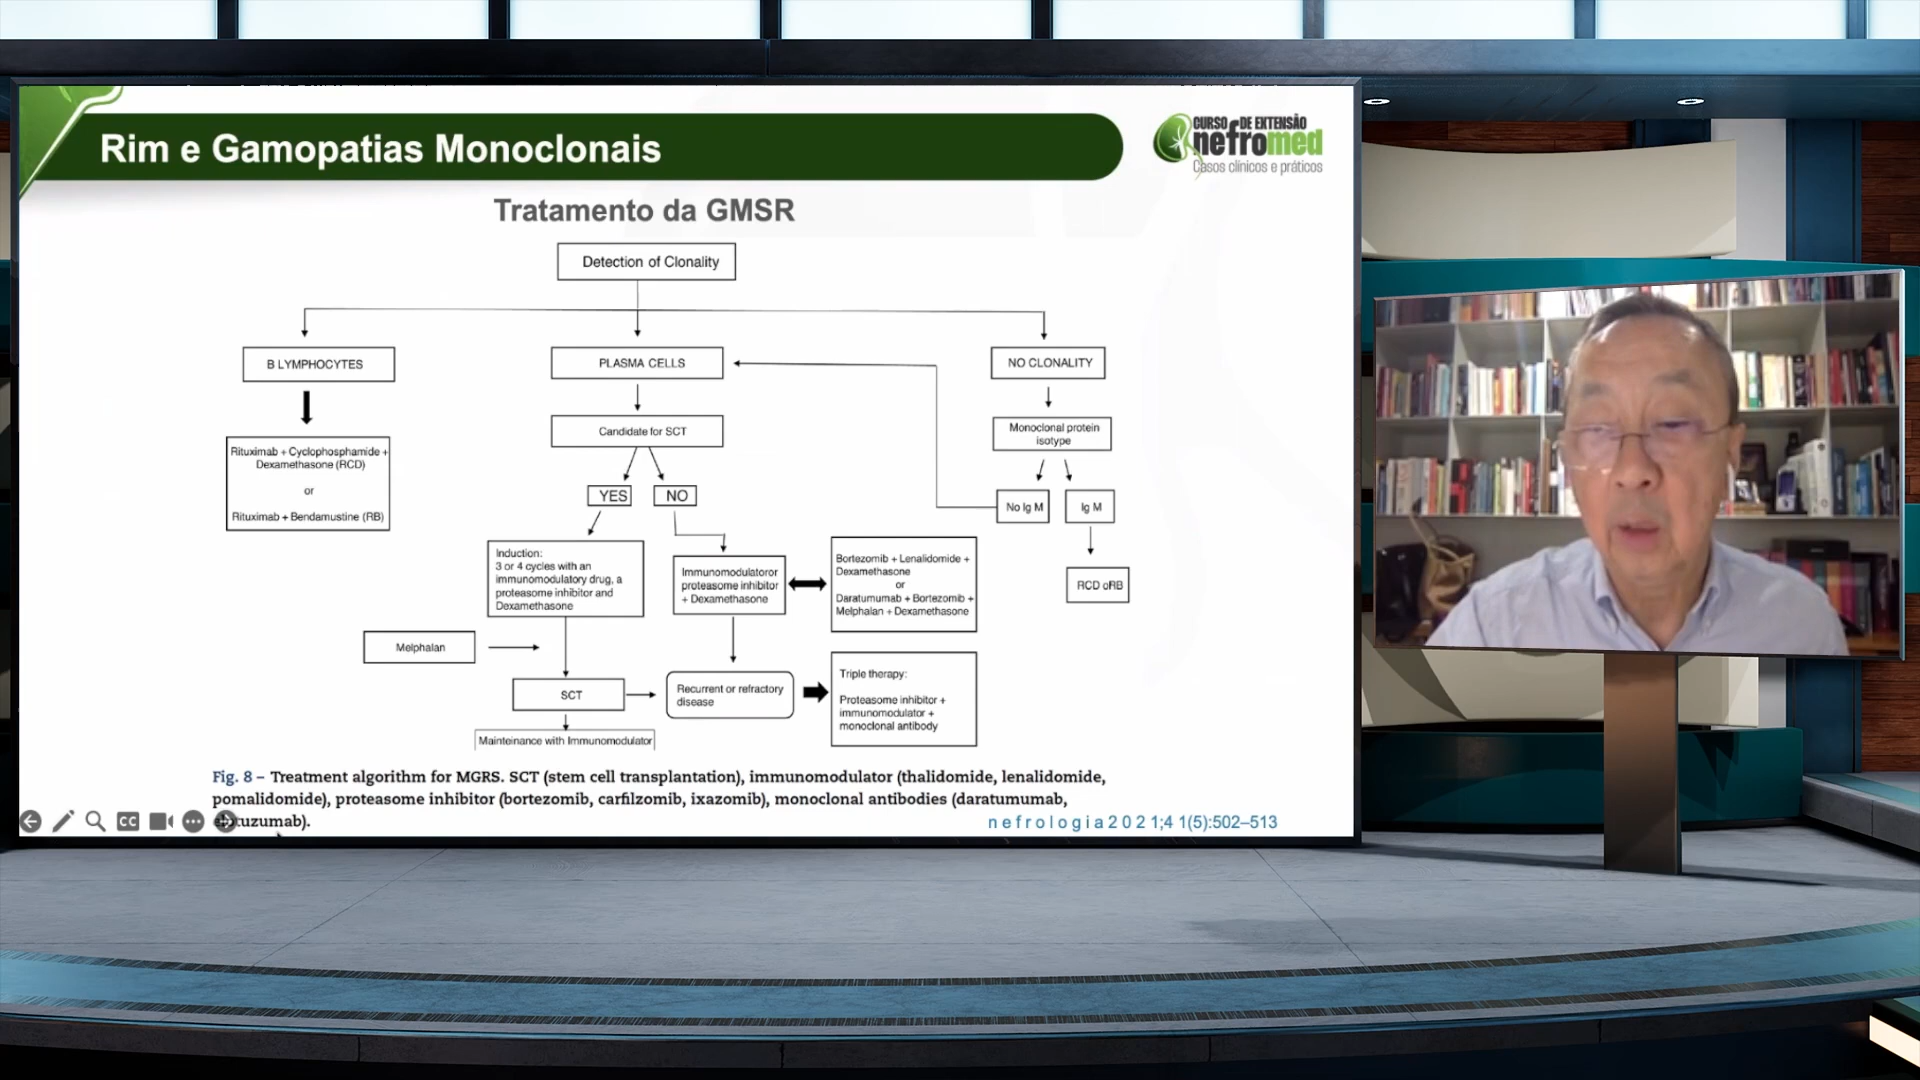 Rim e Gamopatias Monoclonais
CURSO DE EXTENSÃO
nefromed
Casos clínicos e práticos
Tratamento da GMSR
Detection of Clonality
B LYMPHOCYTES
PLASMA CELLS
NO CLONALITY
Candidate for SCT
Monoclonal protein
isotype
Rituximab + Cyclophosphamide +
Dexamethasone (RCD)
or
Rituximab + Bendamustine (RB)
YES
NO
No Ig M
Ig M
Induction:
3 or 4 cycles with an
immunomodulatory drug, a
proteasome inhibitor and
Dexamethasone
Immunomodulatoror
proteasome inhibitor
+ Dexamethasone
Bortezomib + Lenalidomide +
Dexamethasone
or
Daratumumab + Bortezomib +
Melphalan + Dexamethasone
RCD oRB
Melphalan
SCT
Recurrent or refractory
disease
Triple therapy:
Proteasome inhibitor +
immunomodulator +
monoclonal antibody
Mainteinance with Immunomodulator
Fig. 8 – Treatment algorithm for MGRS. SCT (stem cell transplantation), immunomodulator (thalidomide, lenalidomide,
pomalidomide), proteasome inhibitor (bortezomib, carfilzomib, ixazomib), monoclonal antibodies (daratumumab,
CC
nefrologia2021;41(5):502–513